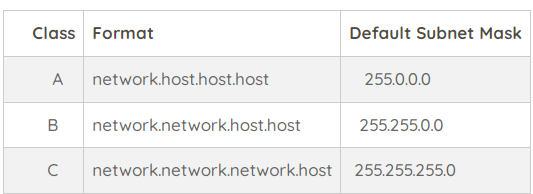 Class Format Default Subnet Mask
A network.host.host.host 255.0.0.0
B network.network.host.host 255.255.0.0
C network.network.network.host 255.255.255.0